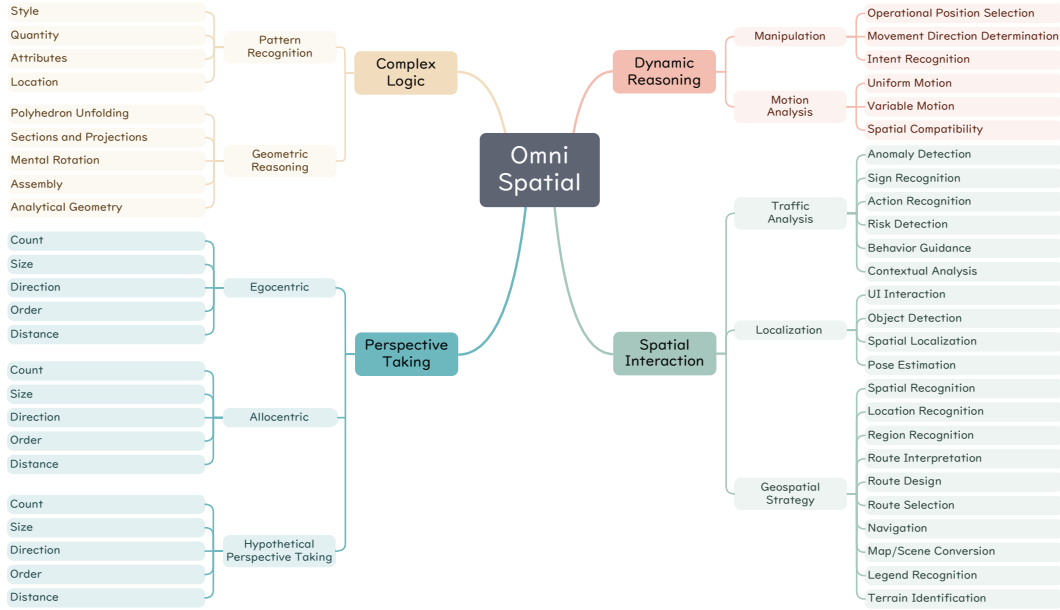 Omni
Spatial
Complex
Logic
Pattern
Recognition
Style
Quantity
Attributes
Location
Geometric
Reasoning
Polyhedron Unfolding
Sections and Projections
Mental Rotation
Assembly
Analytical Geometry
Perspective
Taking
Egocentric
Count
Size
Direction
Order
Distance
Allocentric
Count
Size
Direction
Order
Distance
Hypothetical
Perspective Taking
Count
Size
Direction
Order
Distance
Dynamic
Reasoning
Manipulation
Operational Position Selection
Movement Direction Determination
Intent Recognition
Motion
Analysis
Uniform Motion
Variable Motion
Spatial Compatibility
Spatial
Interaction
Traffic
Analysis
Anomaly Detection
Sign Recognition
Action Recognition
Risk Detection
Behavior Guidance
Contextual Analysis
Localization
UI Interaction
Object Detection
Spatial Localization
Pose Estimation
Geospatial
Strategy
Spatial Recognition
Location Recognition
Region Recognition
Route Interpretation
Route Design
Route Selection
Navigation
Map/Scene Conversion
Legend Recognition
Terrain Identification